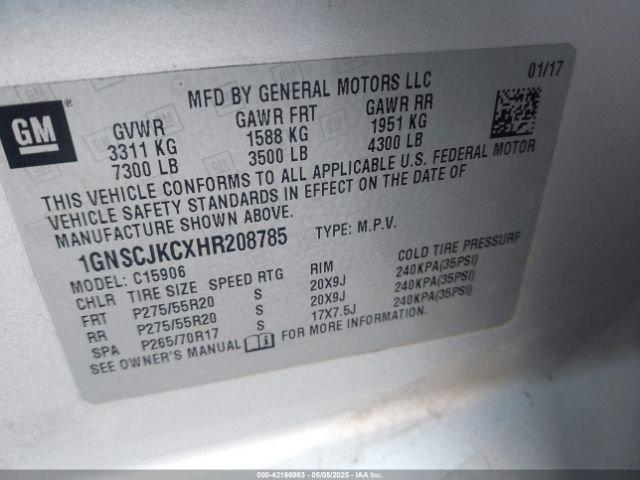 01/17
MFD BY GENERAL MOTORS LLC
GM
GVWR GAWR FRT GAWR RR
3311 KG 1588 KG 1951 KG
7300 LB 3500 LB 4300 LB
THIS VEHICLE CONFORMS TO ALL APPLICABLE U.S. FEDERAL MOTOR
VEHICLE SAFETY STANDARDS IN EFFECT ON THE DATE OF
MANUFACTURE SHOWN ABOVE.
1GNSCJKCXHR208785 TYPE: M.P.V.
MODEL: C15906
CHLR TIRE SIZE SPEED RTG RIM COLD TIRE PRESSURE
FRT P275/55R20 S 20X9J 240KPA(35PSI)
RR P275/55R20 S 20X9J 240KPA(35PSI)
SPA P265/70R17 S 17X7.5J 240KPA(35PSI)
SEE OWNER'S MANUAL FOR MORE INFORMATION.
000-42166963 - 05/05/2025 - IAAI, Inc.